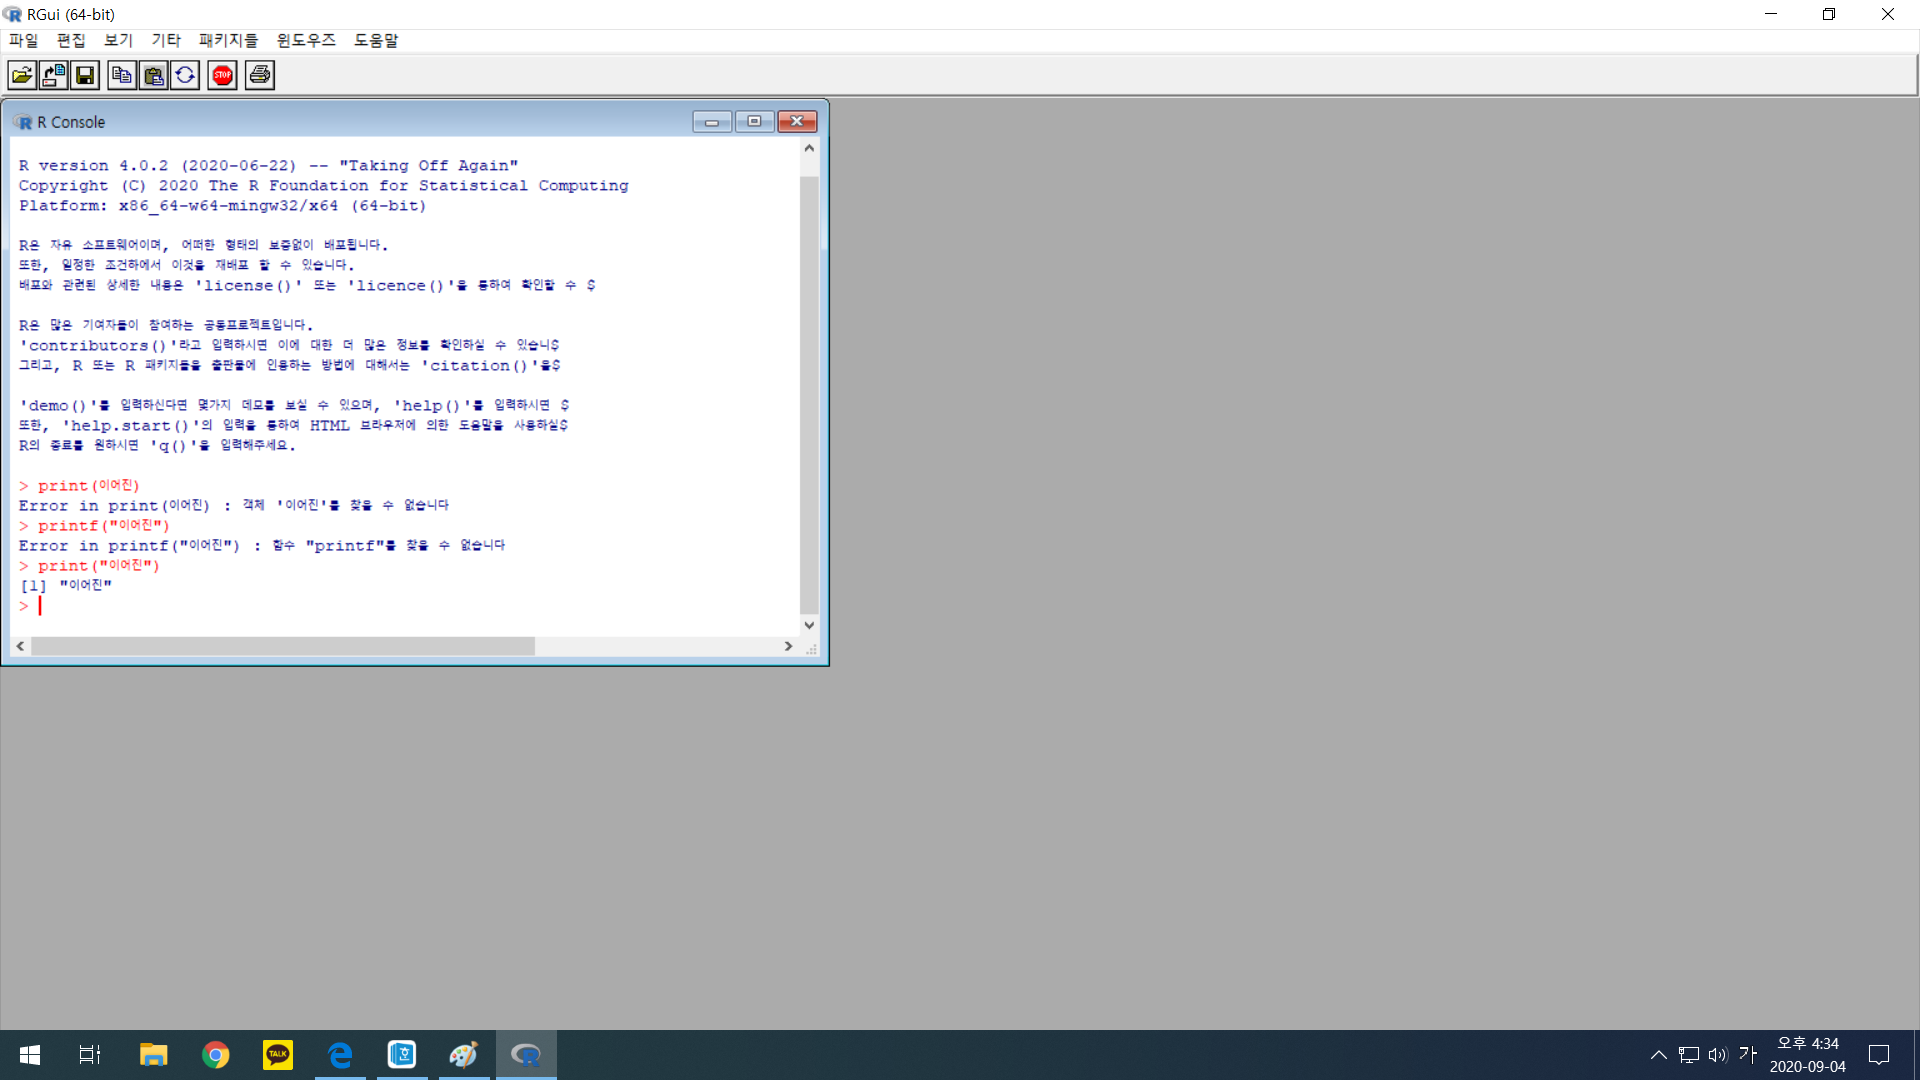 RGui (64-bit)
파일 편집 보기 기타 패키지들 윈도우즈 도움말
STOP
R Console
R version 4.0.2 (2020-06-22) -- "Taking Off Again"
Copyright (C) 2020 The R Foundation for Statistical Computing
Platform: x86_64-w64-mingw32/x64 (64-bit)
R은 자유 소프트웨어이며, 어떠한 형태의 보증없이 배포됩니다.
또한, 일정한 조건하에서 이것을 재배포 할 수 있습니다.
배포와 관련된 상세한 내용은 'license()' 또는 'licence()'을 통하여 확인할 수 $
R은 많은 기여자들이 참여하는 공동프로젝트입니다.
'contributors()'라고 입력하시면 이에 대한 더 많은 정보를 확인하실 수 있습니$
그리고, R 또는 R 패키지들을 출판물에 인용하는 방법에 대해서는 'citation()'을$
'demo()'를 입력하신다면 몇가지 데모를 보실 수 있으며, 'help()'를 입력하시면 $
또한, 'help.start()'의 입력을 통하여 HTML 브라우저에 의한 도움말을 사용하실$
R의 종료를 원하시면 'q()'을 입력해주세요.
> print(이어진)
Error in print(이어진) : 객체 '이어진'를 찾을 수 없습니다
> printf("이어진")
Error in printf("이어진") : 함수 "printf"를 찾을 수 없습니다
> print("이어진")
[1] "이어진"
>
TALK
가
오후 4:34
2020-09-04